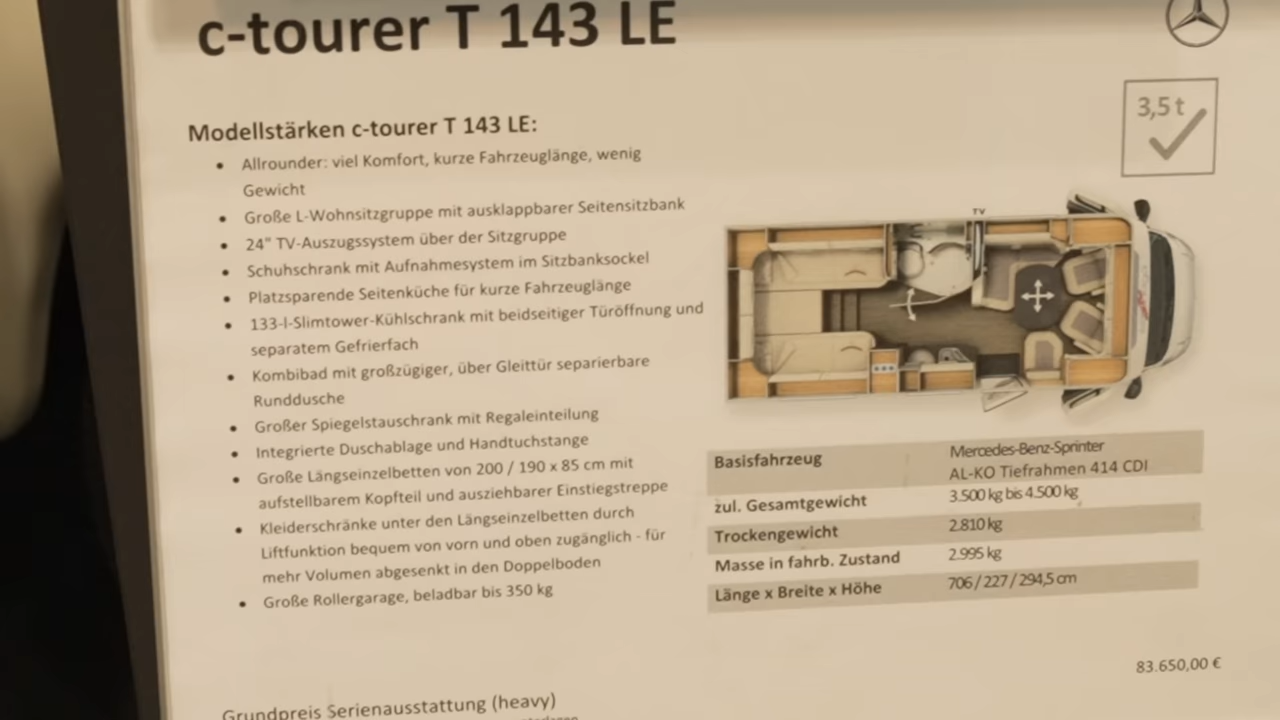 c-tourer T 143 LE
3,5 t
Modellstärken c-tourer T 143 LE:
• Allrounder: viel Komfort, kurze Fahrzeuglänge, wenig
Gewicht
• Große L-Wohnsitzgruppe mit ausklappbarer Seitensitzbank
• 24" TV-Auszugssystem über der Sitzgruppe
• Schuhschrank mit Aufnahmesystem im Sitzbanksockel
• Platzsparende Seitenküche für kurze Fahrzeuglänge
• 133-l-Slimtower-Kühlschrank mit beidseitiger Türöffnung und
separatem Gefrierfach
• Kombibad mit großzügiger, über Gleittür separierbare
Runddusche
• Großer Spiegelstauschrank mit Regaleinteilung
• Integrierte Duschablage und Handtuchstange
• Große Längseinzelbetten von 200 / 190 x 85 cm mit
aufstellbarem Kopfteil und ausziehbarer Einstiegstreppe
• Kleiderschränke unter den Längseinzelbetten durch
Liftfunktion bequem von vorn und oben zugänglich - für
mehr Volumen abgesenkt in den Doppelboden
• Große Rollergarage, beladbar bis 350 kg
TV
Basisfahrzeug Mercedes-Benz-Sprinter
AL-KO Tiefrahmen 414 CDI
zul. Gesamtgewicht 3.500 kg bis 4.500 kg
Trockengewicht 2.810 kg
Masse in fahrb. Zustand 2.995 kg
Länge x Breite x Höhe 706 / 227 / 294,5 cm
83.650,00 €
Grundpreis Serienausstattung (heavy)